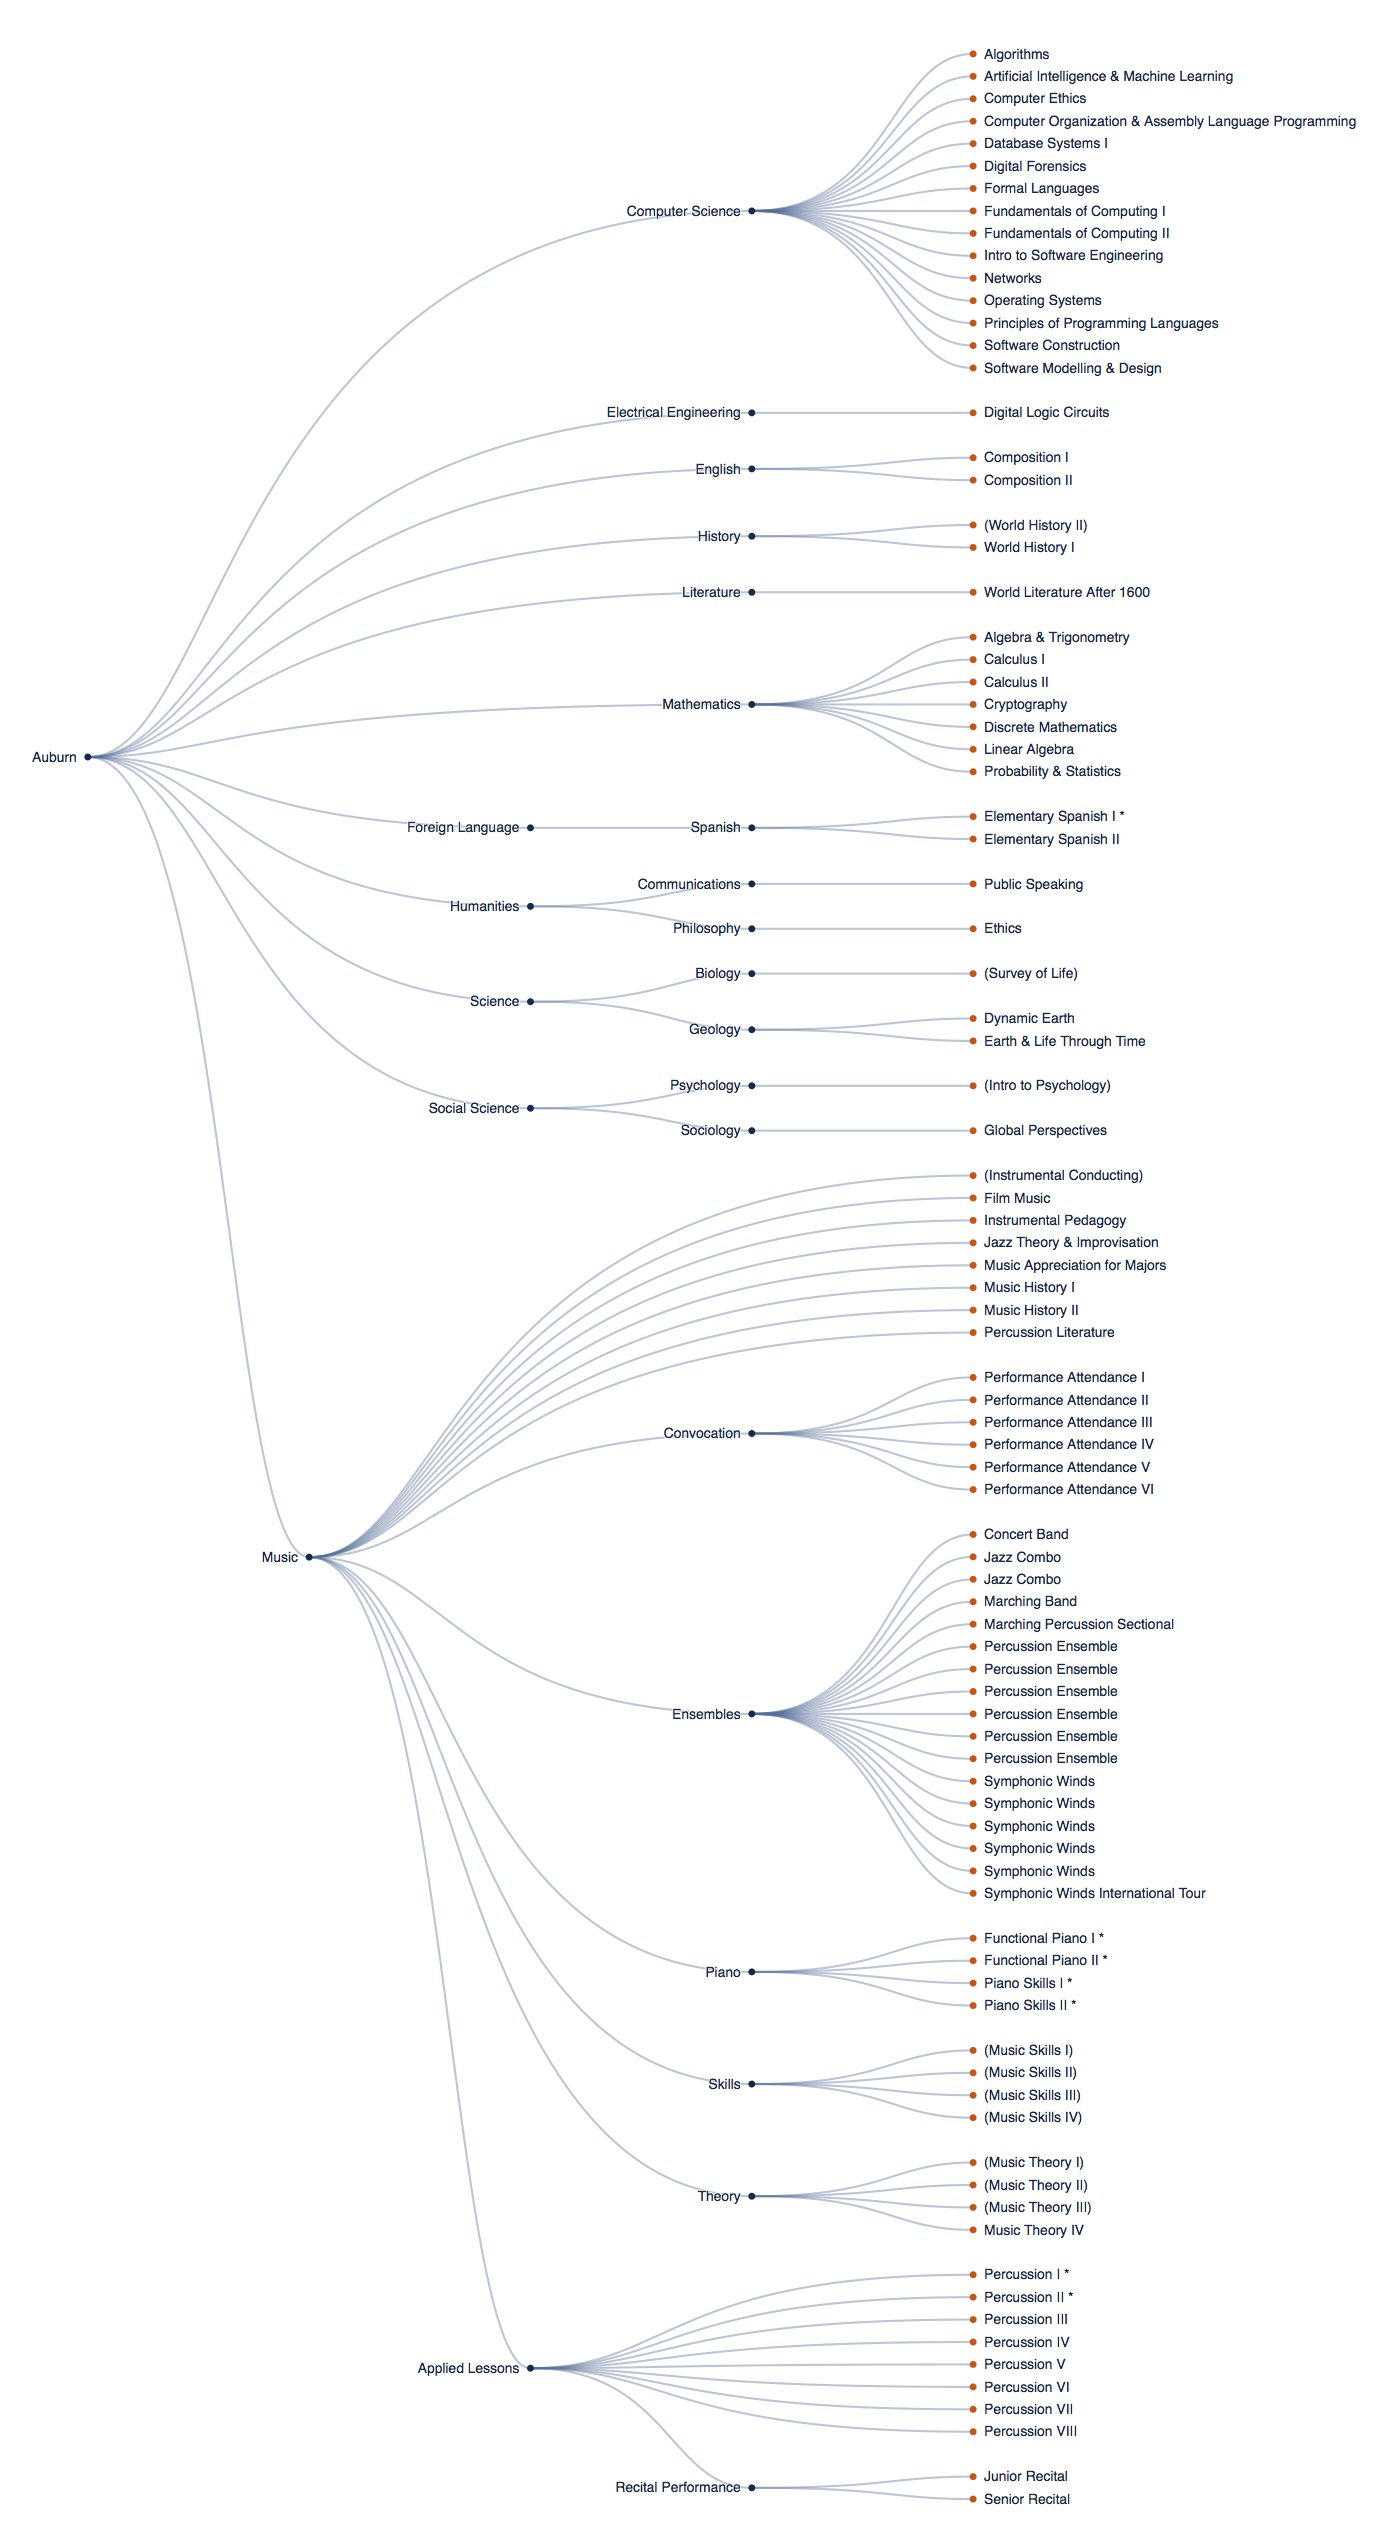 Algorithms
Artificial Intelligence & Machine Learning
Computer Ethics
Computer Organization & Assembly Language Programming
Database Systems I
Digital Forensics
Formal Languages
Computer Science
Fundamentals of Computing I
Fundamentals of Computing II
Intro to Software Engineering
Networks
Operating Systems
Principles of Programming Languages
Software Construction
Software Modelling & Design
Electrical Engineering
Digital Logic Circuits
English
Composition I
Composition II
History
(World History II)
World History I
Literature
World Literature After 1600
Mathematics
Algebra & Trigonometry
Calculus I
Calculus II
Cryptography
Discrete Mathematics
Linear Algebra
Probability & Statistics
Auburn
Foreign Language
Spanish
Elementary Spanish I *
Elementary Spanish II
Humanities
Communications
Public Speaking
Philosophy
Ethics
Science
Biology
(Survey of Life)
Geology
Dynamic Earth
Earth & Life Through Time
Social Science
Psychology
(Intro to Psychology)
Sociology
Global Perspectives
Music
(Instrumental Conducting)
Film Music
Instrumental Pedagogy
Jazz Theory & Improvisation
Music Appreciation for Majors
Music History I
Music History II
Percussion Literature
Convocation
Performance Attendance I
Performance Attendance II
Performance Attendance III
Performance Attendance IV
Performance Attendance V
Performance Attendance VI
Ensembles
Concert Band
Jazz Combo
Jazz Combo
Marching Band
Marching Percussion Sectional
Percussion Ensemble
Percussion Ensemble
Percussion Ensemble
Percussion Ensemble
Percussion Ensemble
Percussion Ensemble
Symphonic Winds
Symphonic Winds
Symphonic Winds
Symphonic Winds
Symphonic Winds
Symphonic Winds International Tour
Piano
Functional Piano I *
Functional Piano II *
Piano Skills I *
Piano Skills II *
Skills
(Music Skills I)
(Music Skills II)
(Music Skills III)
(Music Skills IV)
Theory
(Music Theory I)
(Music Theory II)
(Music Theory III)
Music Theory IV
Applied Lessons
Percussion I *
Percussion II *
Percussion III
Percussion IV
Percussion V
Percussion VI
Percussion VII
Percussion VIII
Recital Performance
Junior Recital
Senior Recital